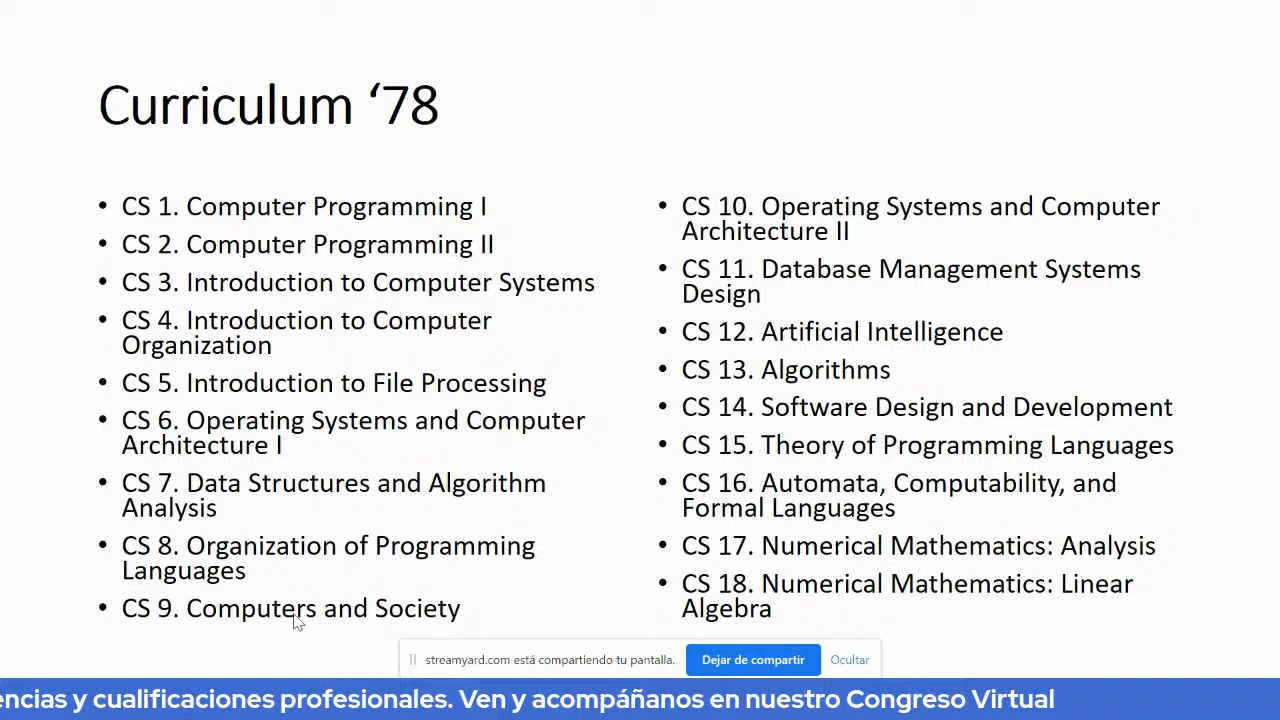 Curriculum ‘78
• CS 1. Computer Programming I
• CS 2. Computer Programming II
• CS 3. Introduction to Computer Systems
• CS 4. Introduction to Computer
Organization
• CS 5. Introduction to File Processing
• CS 6. Operating Systems and Computer
Architecture I
• CS 7. Data Structures and Algorithm
Analysis
• CS 8. Organization of Programming
Languages
• CS 9. Computers and Society
• CS 10. Operating Systems and Computer
Architecture II
• CS 11. Database Management Systems
Design
• CS 12. Artificial Intelligence
• CS 13. Algorithms
• CS 14. Software Design and Development
• CS 15. Theory of Programming Languages
• CS 16. Automata, Computability, and
Formal Languages
• CS 17. Numerical Mathematics: Analysis
• CS 18. Numerical Mathematics: Linear
Algebra
streamyard.com está compartiendo tu pantalla. Dejar de compartir Ocultar
encias y cualificaciones profesionales. Ven y acompáñanos en nuestro Congreso Virtual